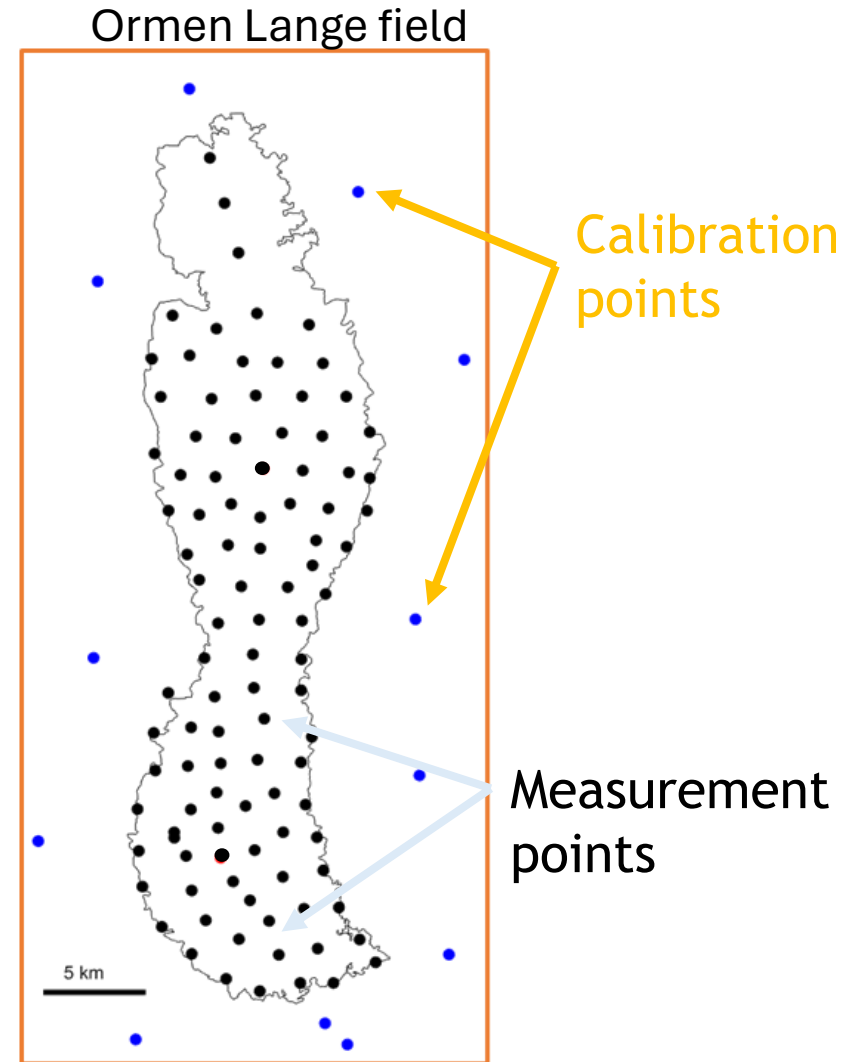 Ormen Lange field
Calibration
points
Measurement
points
5 km